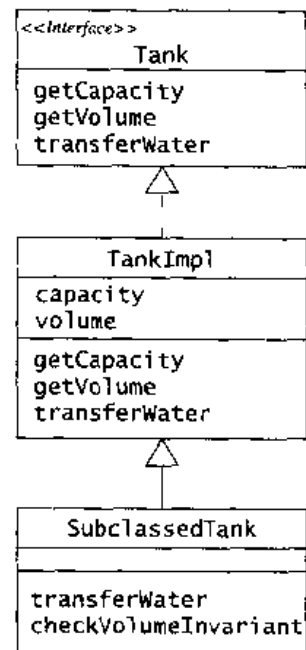 <<Interface>>
Tank
getCapacity
getVolume
transferWater
TankImpl
capacity
volume
getCapacity
getVolume
transferWater
SubclassedTank
transferWater
checkVolumeInvariant